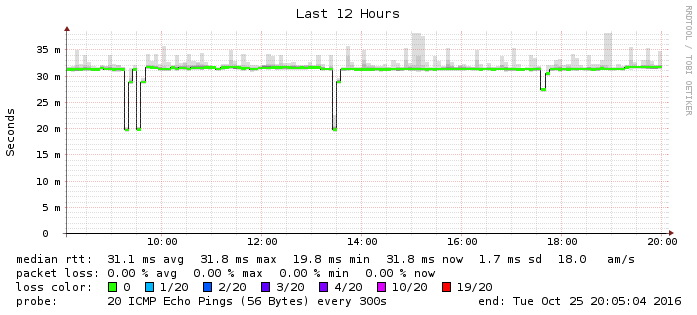 Last 12 Hours
RRDTOOL / TOBI OETIKER
Seconds
35 m
30 m
25 m
20 m
15 m
10 m
5 m
0
10:00 12:00 14:00 16:00 18:00 20:00
median rtt: 31.1 ms avg 31.8 ms max 19.8 ms min 31.8 ms now 1.7 ms sd 18.0 am/s
packet loss: 0.00 % avg 0.00 % max 0.00 % min 0.00 % now
loss color: 0 1/20 2/20 3/20 4/20 10/20 19/20
probe: 20 ICMP Echo Pings (56 Bytes) every 300s end: Tue Oct 25 20:05:04 2016